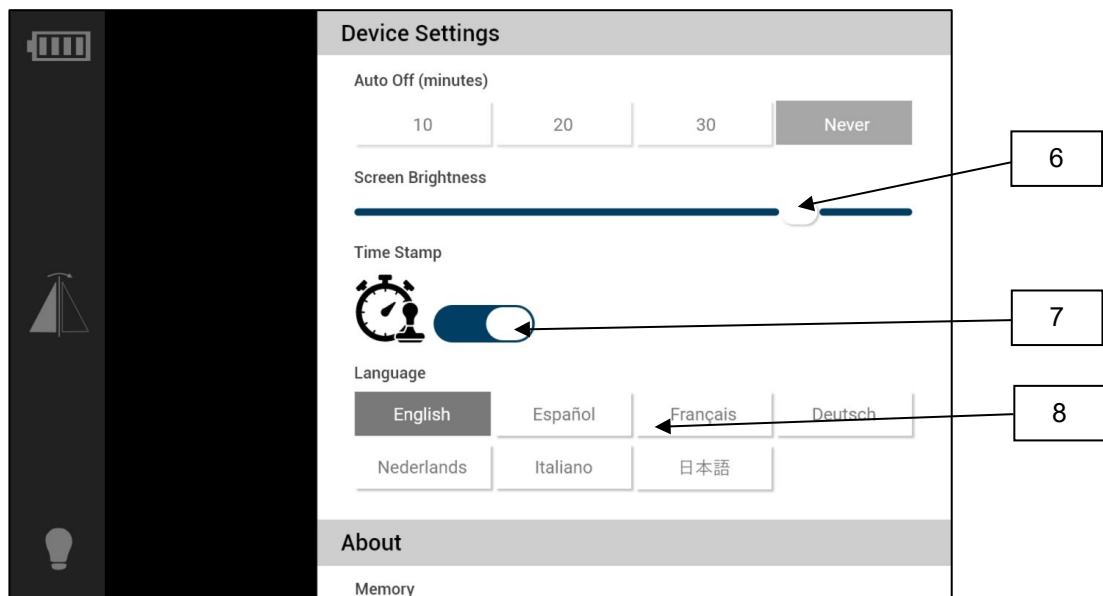 Device Settings
Auto Off (minutes)
10 20 30 Never
Screen Brightness
6
Time Stamp
7
Language
English Español Français Deutsch
8
Nederlands Italiano 日本語
About
Memory